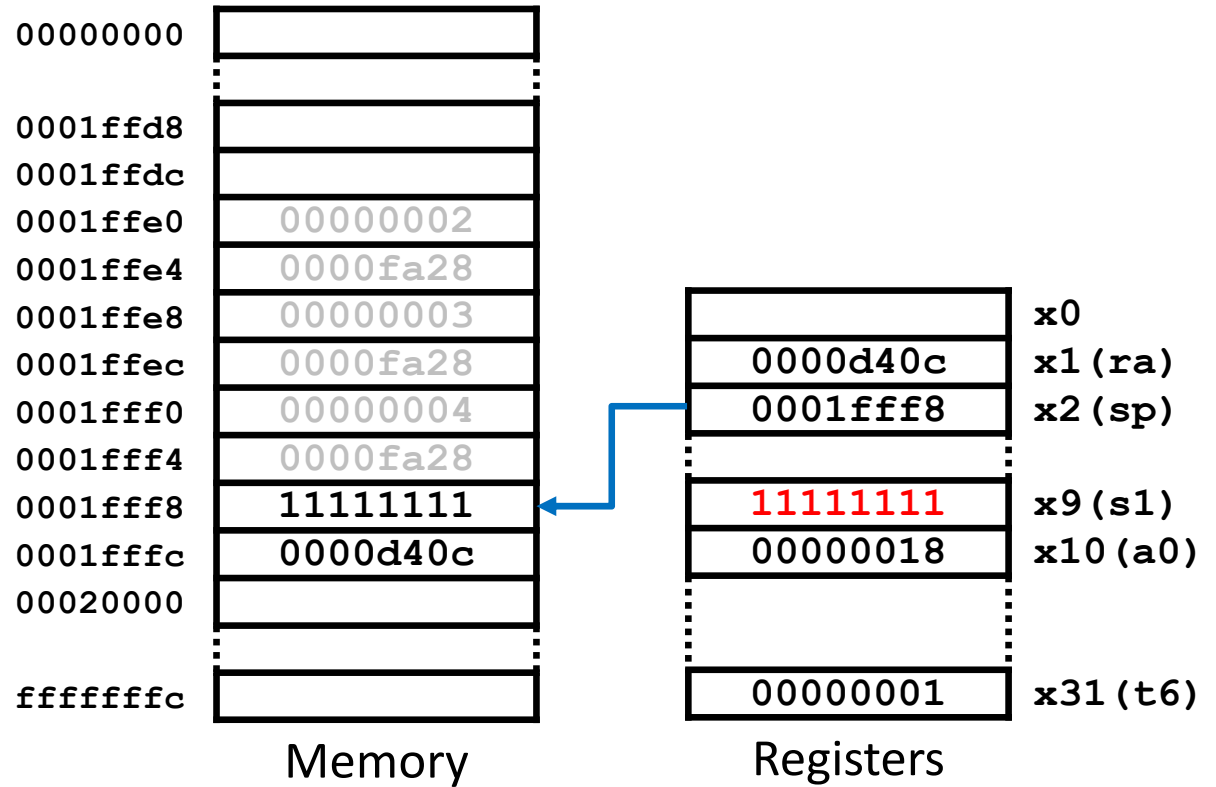 00000000
0001ffd8
0001ffdc
0001ffe0 00000002
0001ffe4 0000fa28
0001ffe8 00000003 x0
0001ffec 0000fa28 0000d40c x1(ra)
0001fff0 00000004 0001fff8 x2(sp)
0001fff4 0000fa28
0001fff8 11111111 11111111 x9(s1)
0001fffc 0000d40c 00000018 x10(a0)
00020000
fffffffc 00000001 x31(t6)
Memory Registers